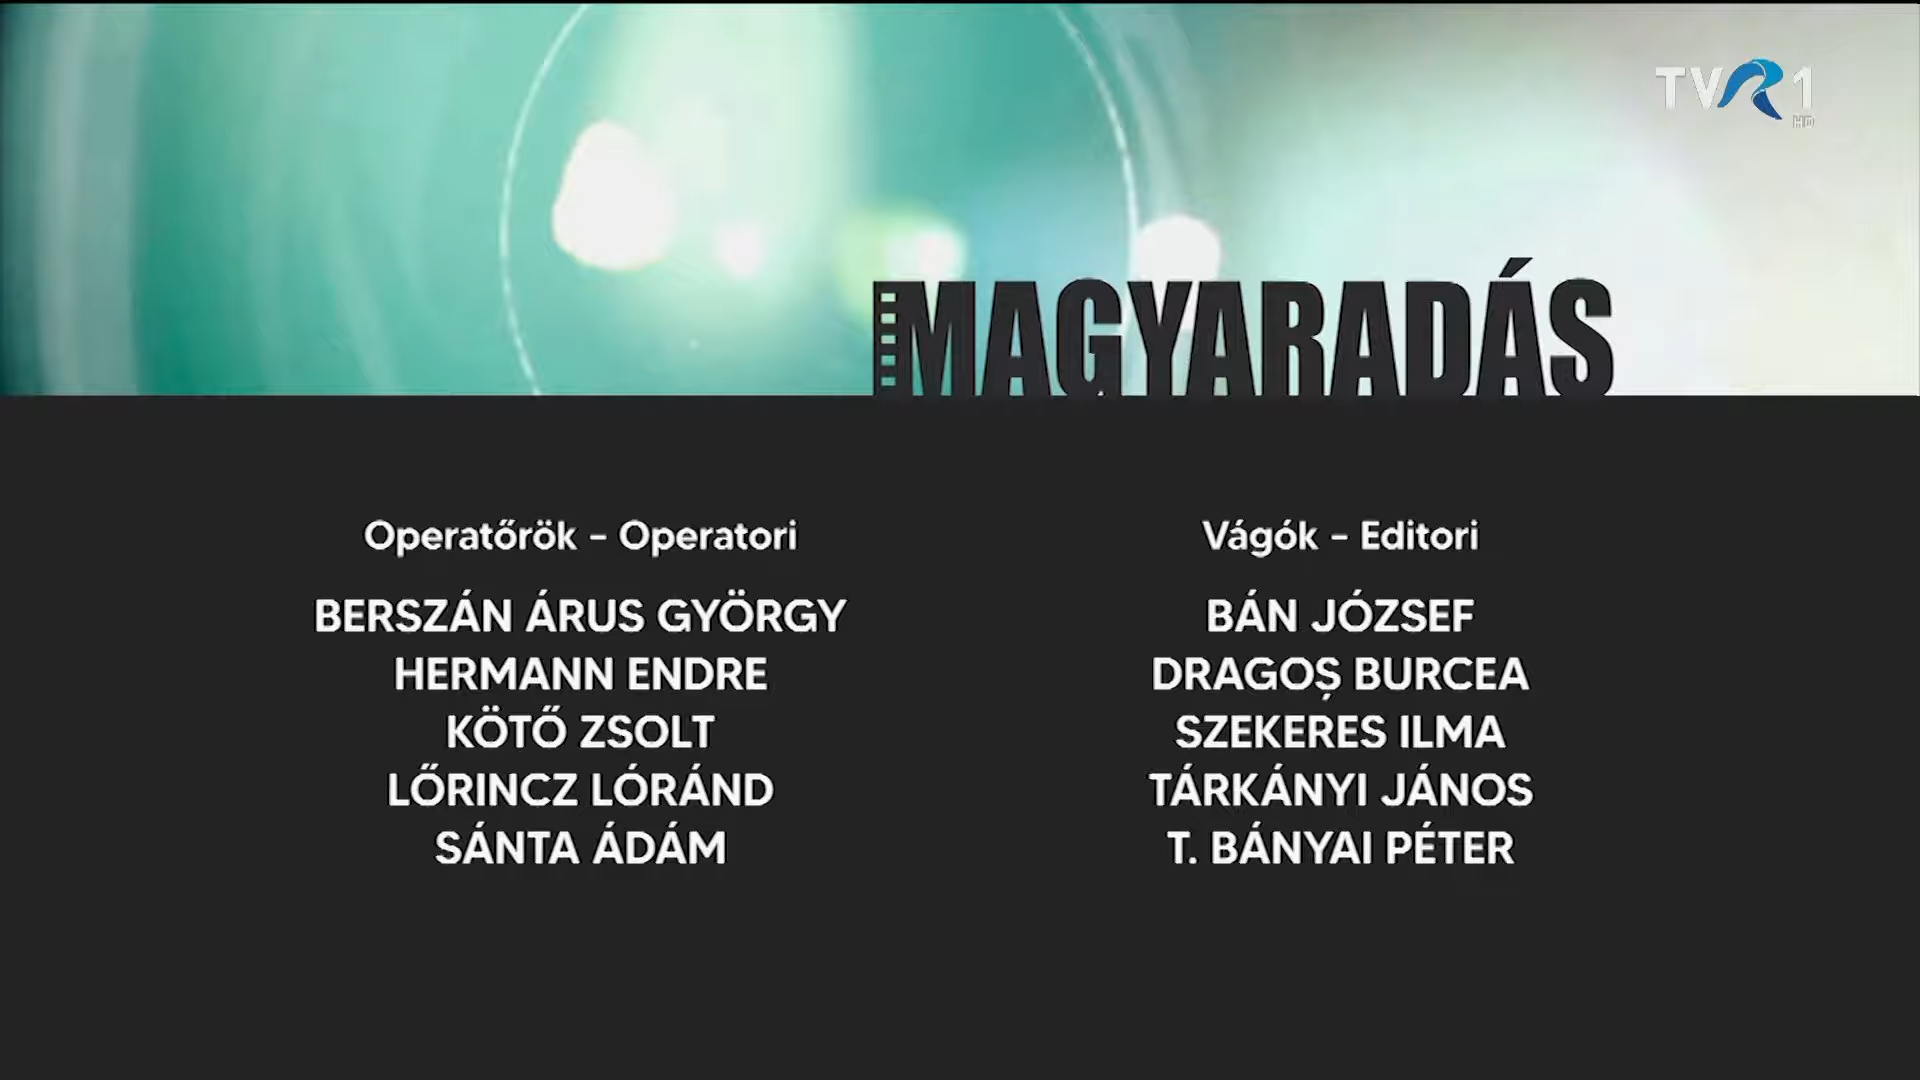 TVR1
HD
MAGYARADÁS
Operatőrök - Operatori
BERSZÁN ÁRUS GYÖRGY
HERMANN ENDRE
KÖTŐ ZSOLT
LŐRINCZ LÓRÁND
SÁNTA ÁDÁM
Vágók - Editori
BÁN JÓZSEF
DRAGOȘ BURCEA
SZEKERES ILMA
TÁRKÁNYI JÁNOS
T. BÁNYAI PÉTER